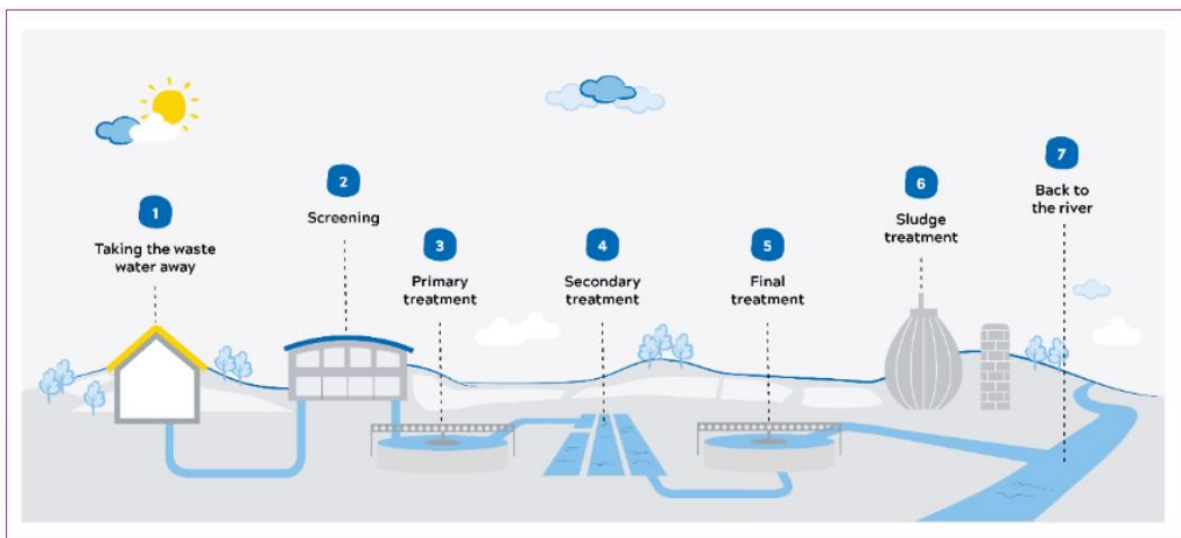 1
Taking the waste
water away
2
Screening
3
Primary
treatment
4
Secondary
treatment
5
Final
treatment
6
Sludge
treatment
7
Back to
the river